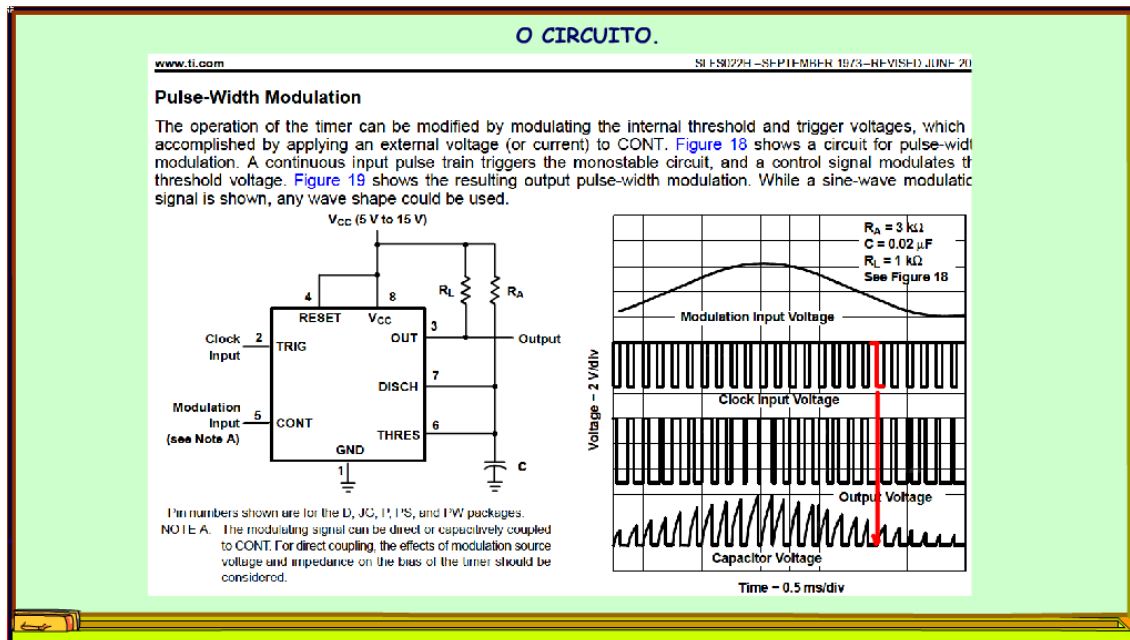 O CIRCUITO.
www.ti.com
SLFS022H –SEPTEMBER 1973–REVISED JUNE 20
Pulse-Width Modulation
The operation of the timer can be modified by modulating the internal threshold and trigger voltages, which
accomplished by applying an external voltage (or current) to CONT. Figure 18 shows a circuit for pulse-widt
modulation. A continuous input pulse train triggers the monostable circuit, and a control signal modulates th
threshold voltage. Figure 19 shows the resulting output pulse-width modulation. While a sine-wave modulatio
signal is shown, any wave shape could be used.
VCC (5 V to 15 V)
RL
RA
4
8
RESET
VCC
3
Clock
Input
2
TRIG
OUT
Output
7
DISCH
Modulation
Input
(see Note A)
5
CONT
6
THRES
GND
1
C
Pin numbers shown are for the D, JG, P, PS, and PW packages.
NOTE A: The modulating signal can be direct or capacitively coupled
to CONT. For direct coupling, the effects of modulation source
voltage and impedance on the bias of the timer should be
considered.
RA = 3 kΩ
C = 0.02 µF
RL = 1 kΩ
See Figure 18
Modulation Input Voltage
Voltage – 2 V/div
Clock Input Voltage
Output Voltage
Capacitor Voltage
Time – 0.5 ms/div